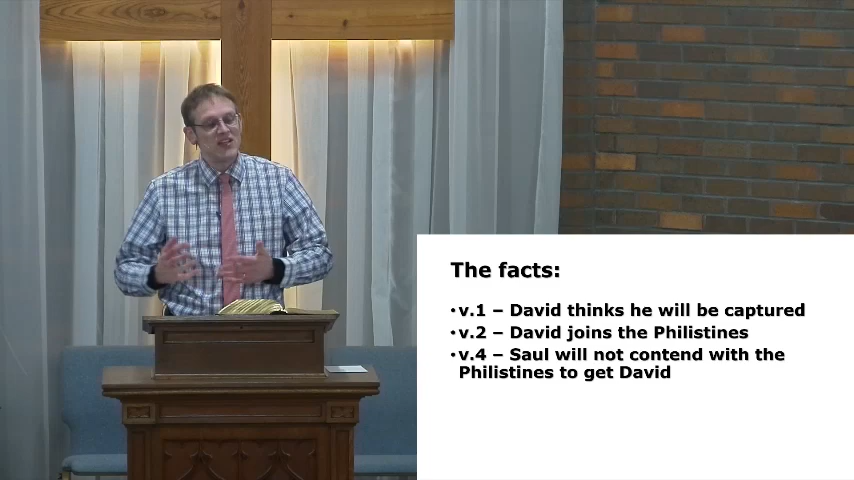 The facts:
•v.1 – David thinks he will be captured
•v.2 – David joins the Philistines
•v.4 – Saul will not contend with the
Philistines to get David